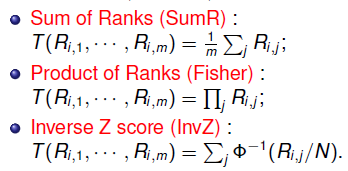 • Sum of Ranks (SumR) :
T(R_{i,1}, ⋯ , R_{i,m}) = \frac{1}{m} ∑_j R_{i,j};
• Product of Ranks (Fisher) :
T(R_{i,1}, ⋯ , R_{i,m}) = ∏_j R_{i,j};
• Inverse Z score (InvZ) :
T(R_{i,1}, ⋯ , R_{i,m}) = ∑_j Φ^{-1}(R_{i,j}/N).